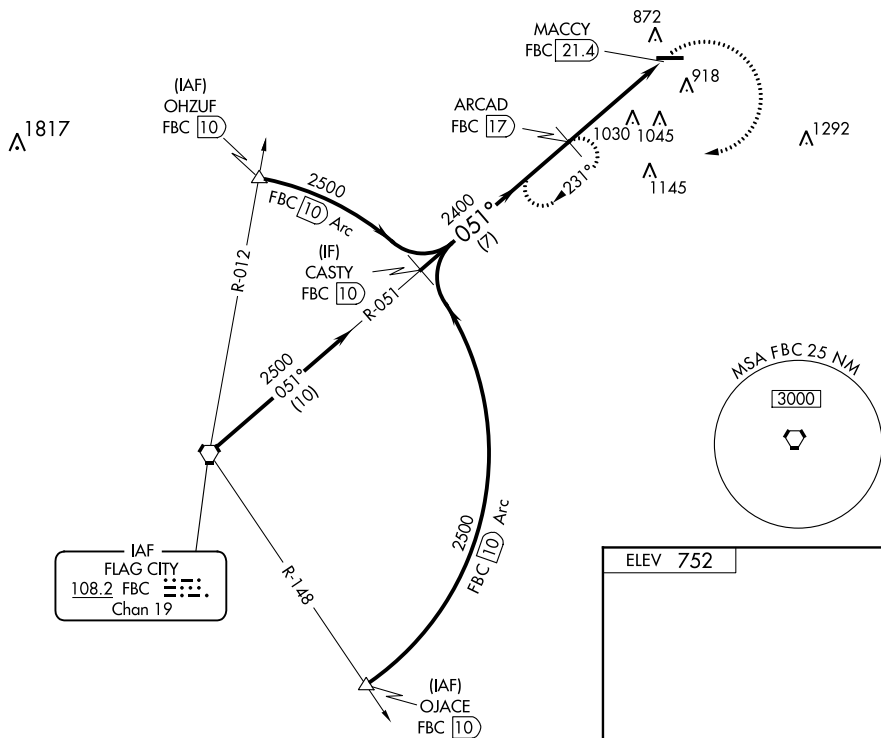 872
MACCY
FBC 21.4
918
(IAF)
OHZUF
FBC 10
ARCAD
FBC 17
1030
1045
1292
1817
1145
231°
2500
FBC 10 Arc
2400
051°
(7)
(IF)
CASTY
FBC 10
R-012
R-051
2500
051°
(10)
MSA FBC 25 NM
3000
2500
FBC 10 Arc
R-148
IAF
FLAG CITY
108.2 FBC
Chan 19
ELEV 752
(IAF)
OJACE
FBC 10